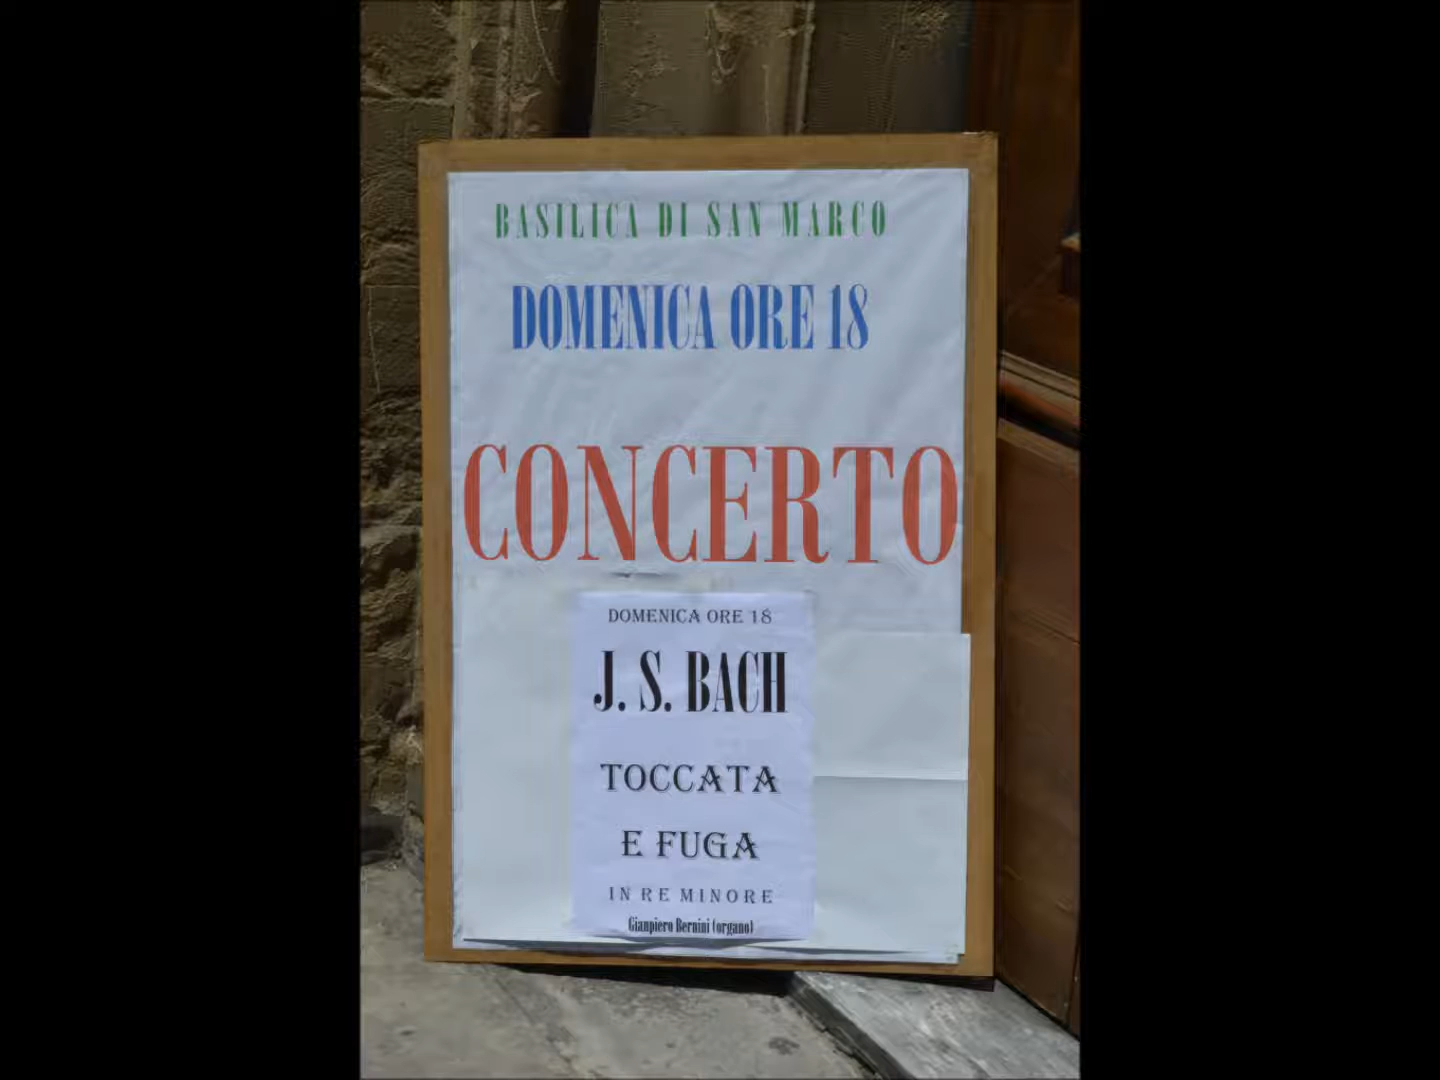 BASILICA DI SAN MARCO
DOMENICA ORE 18
CONCERTO
DOMENICA ORE 18
J. S. BACH
TOCCATA
E FUGA
IN RE MINORE
Gianpiero Bernini (organo)